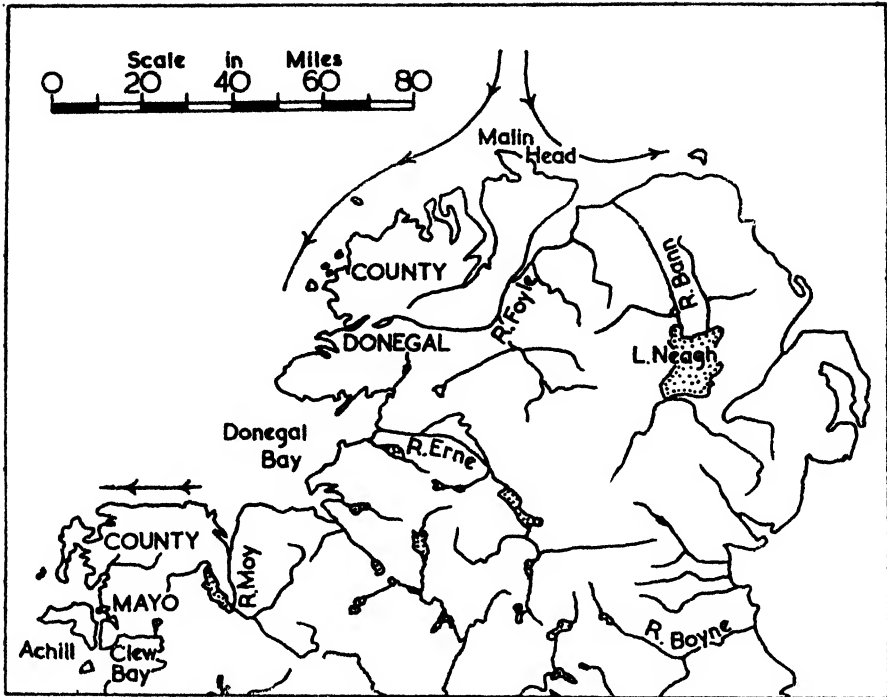 Scale in Miles
0 20 40 60 80
Malin
Head
COUNTY
DONEGAL
R. Foyle
R. Bann
L. Neagh
Donegal
Bay
R. Erne
COUNTY
MAYO
R. Moy
Achill
Clew
Bay
R. Boyne